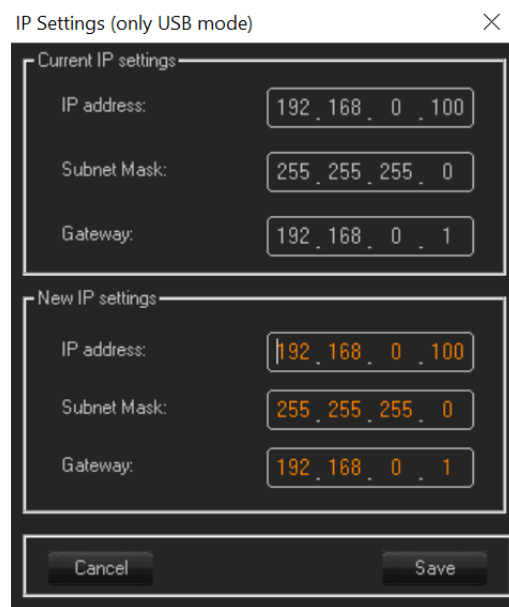 IP Settings (only USB mode)
Current IP settings
IP address: 192 . 168 . 0 . 100
Subnet Mask: 255 . 255 . 255 . 0
Gateway: 192 . 168 . 0 . 1
New IP settings
IP address: 192 . 168 . 0 . 100
Subnet Mask: 255 . 255 . 255 . 0
Gateway: 192 . 168 . 0 . 1
Cancel Save